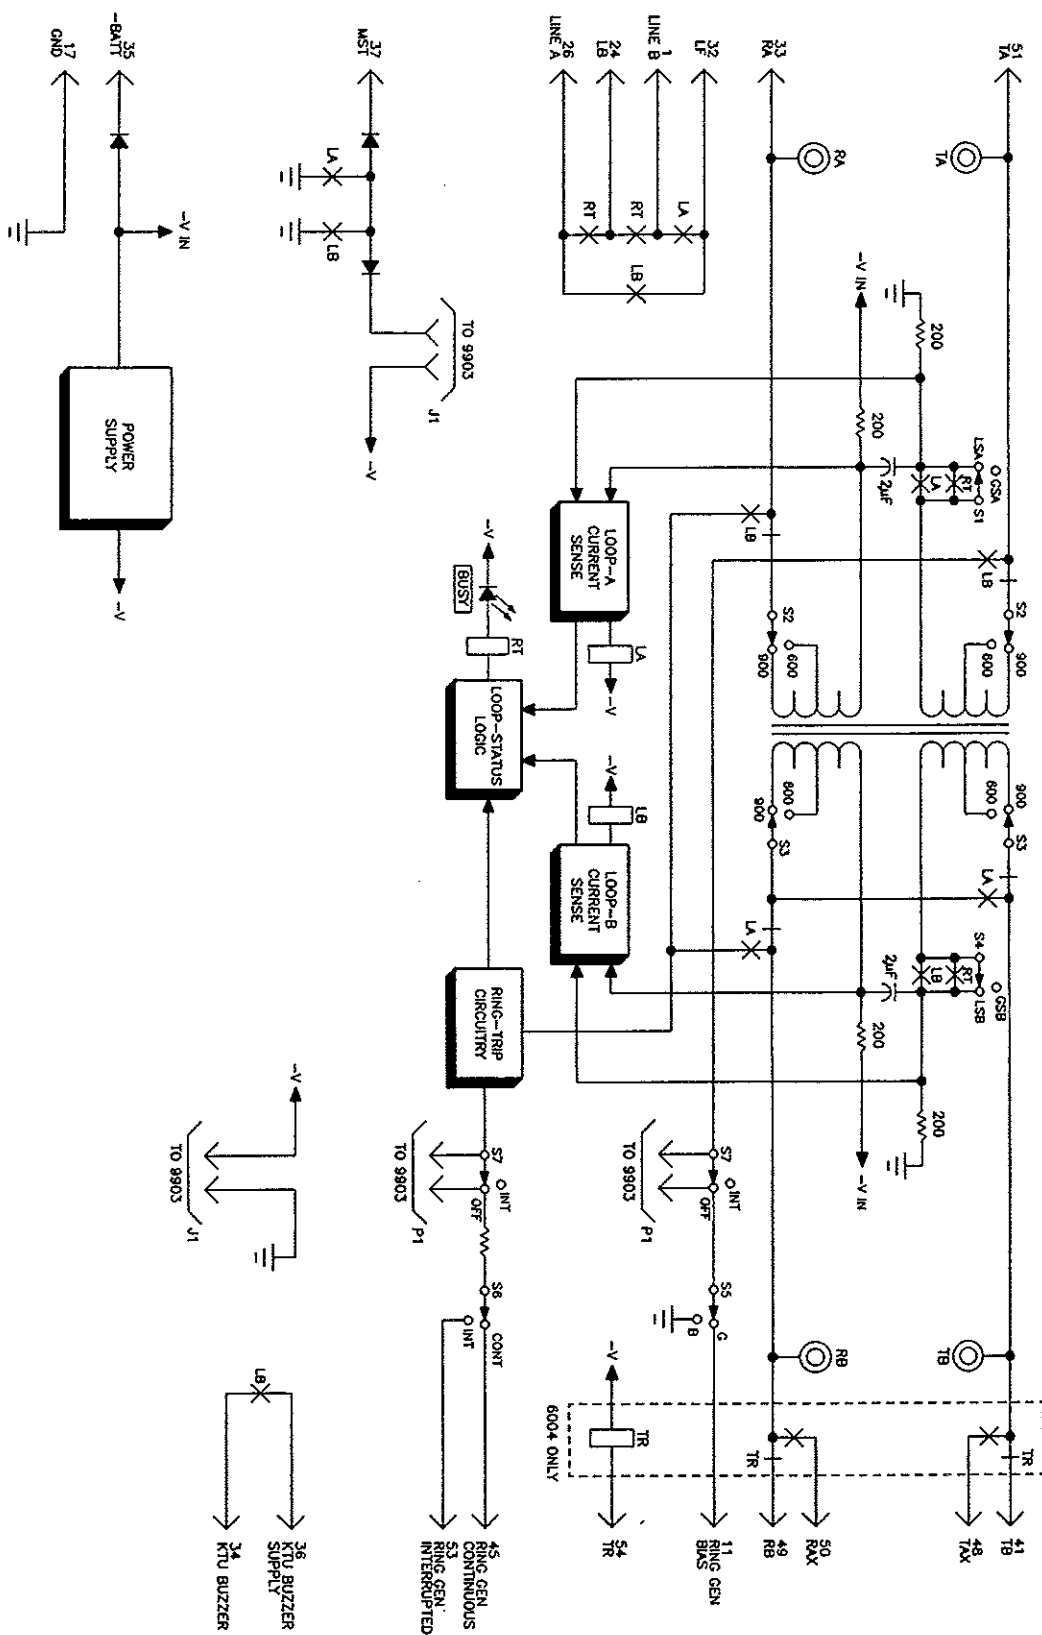 51
TA
TA
33
RA
RA
32
LF
1
LINE B
24
LB
26
LINE A
LA
RT
RT
LB
37
MST
LA
LB
TO 9903
J1
35
-BATT
17
GND
-V IN
POWER
SUPPLY
-V
-V
200
-V IN
200
LSA
GSA
S1
RT
LA
2µF
LB
LB
S2
900
600
S2
900
600
LOOP-A
CURRENT
SENSE
LA
-V
-V
BUSY
RT
LOOP-STATUS
LOGIC
-V
LB
LOOP-B
CURRENT
SENSE
RING-TRIP
CIRCUITRY
900
600
S3
900
600
S3
LA
LA
S4
GSB
LSB
RT
LB
2µF
200
-V IN
200
S7
INT
OFF
TO 9903
P1
S5
G
B
S7
INT
OFF
TO 9903
P1
S6
CONT
INT
-V
TO 9903
J1
LB
TB
RB
TR
TR
-V
TR
6004 ONLY
41
TB
48
TAX
50
RAX
49
RB
11
RING GEN
BIAS
54
TR
45
RING GEN
CONTINUOUS
53
RING GEN
INTERRUPTED
36
KTU BUZZER
SUPPLY
34
KTU BUZZER